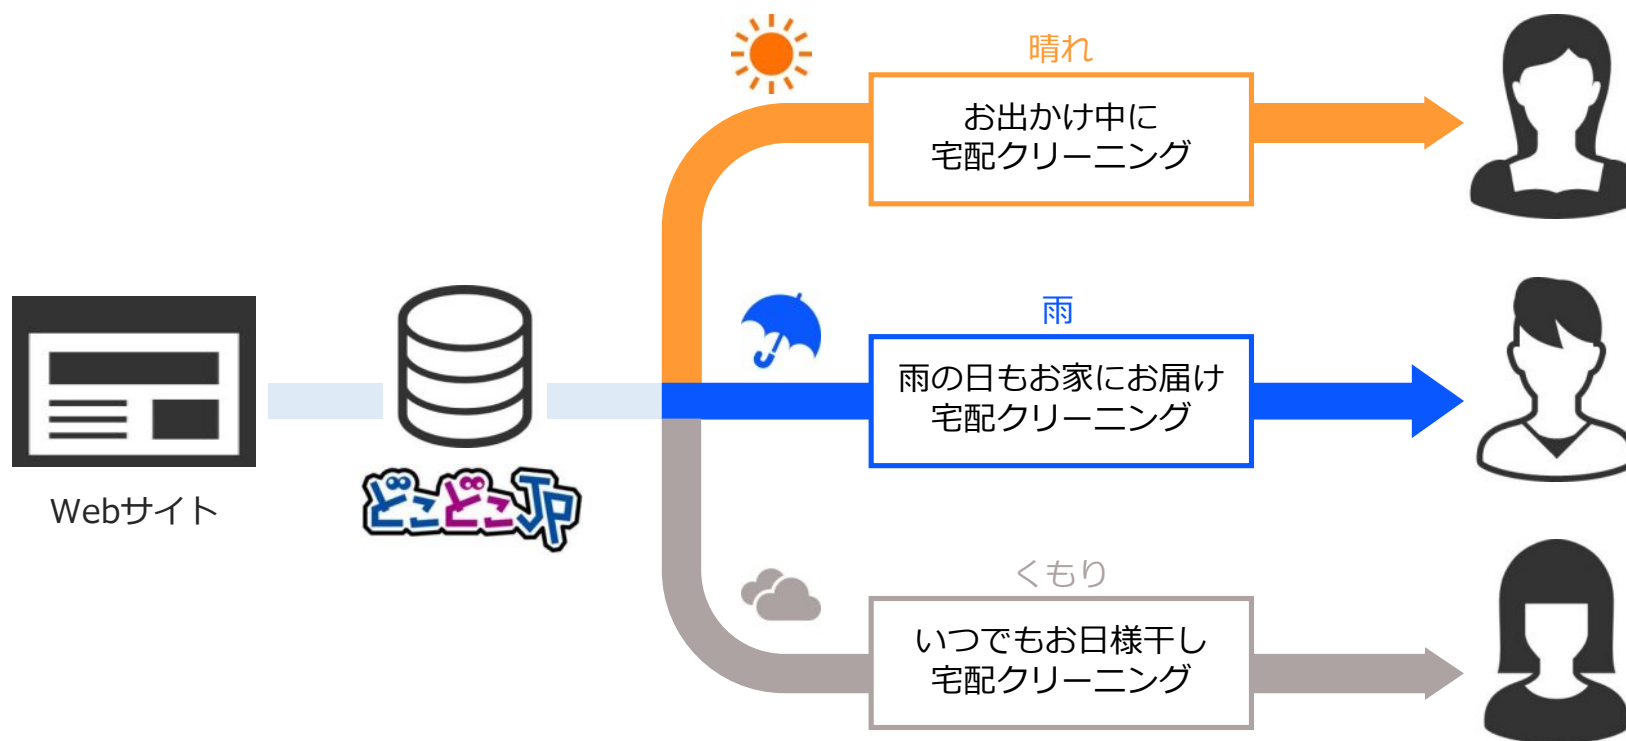 晴れ
お出かけ中に
宅配クリーニング
雨
雨の日もお家にお届け
宅配クリーニング
Webサイト
どこどこJP
くもり
いつでもお日様干し
宅配クリーニング